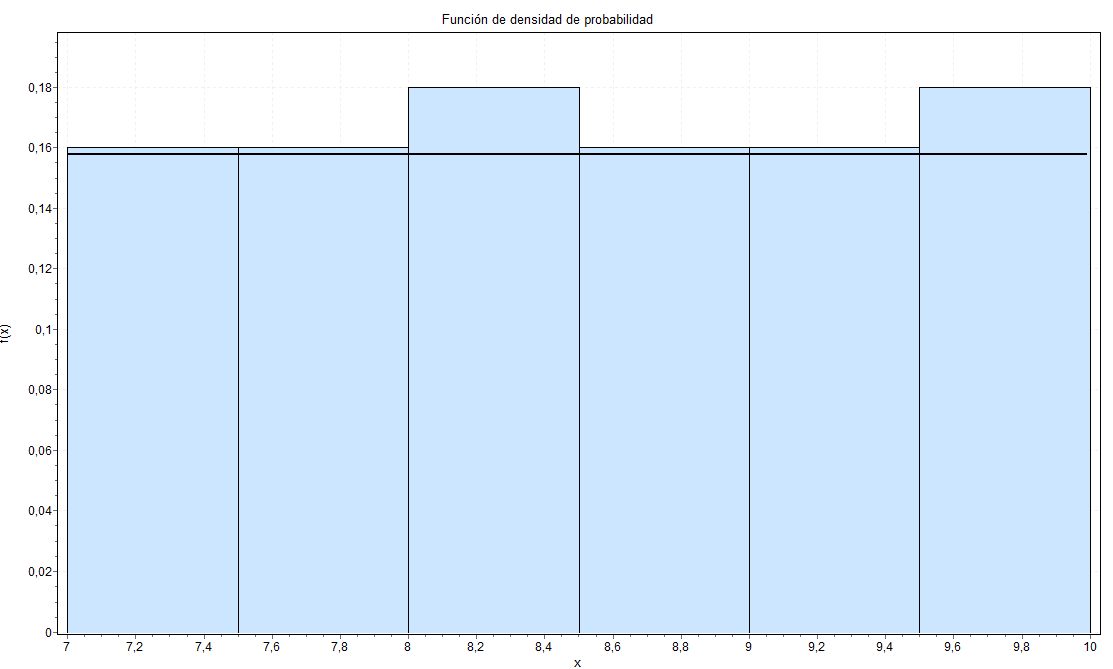 Función de densidad de probabilidad
0,18
0,16
0,14
0,12
0,1
0,08
0,06
0,04
0,02
0
f(x)
7 7,2 7,4 7,6 7,8 8 8,2 8,4 8,6 8,8 9 9,2 9,4 9,6 9,8 10
x